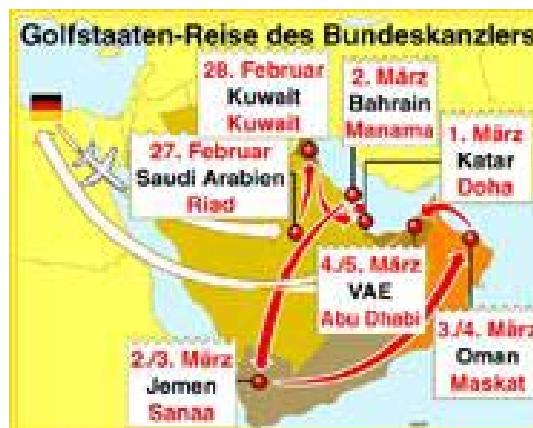 Golfstaaten-Reise des Bundeskanzlers
28. Februar
Kuwait
Kuwait
2. März
Bahrain
Manama
1. März
Katar
Doha
27. Februar
Saudi Arabien
Riad
4./5. März
VAE
Abu Dhabi
3./4. März
Oman
Maskat
2./3. März
Jemen
Sanaa